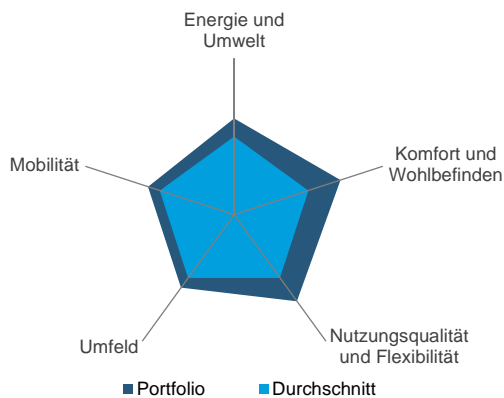 Energie und
Umwelt
Mobilität
Komfort und
Wohlbefinden
Umfeld
Nutzungsqualität
und Flexibilität
Portfolio
Durchschnitt